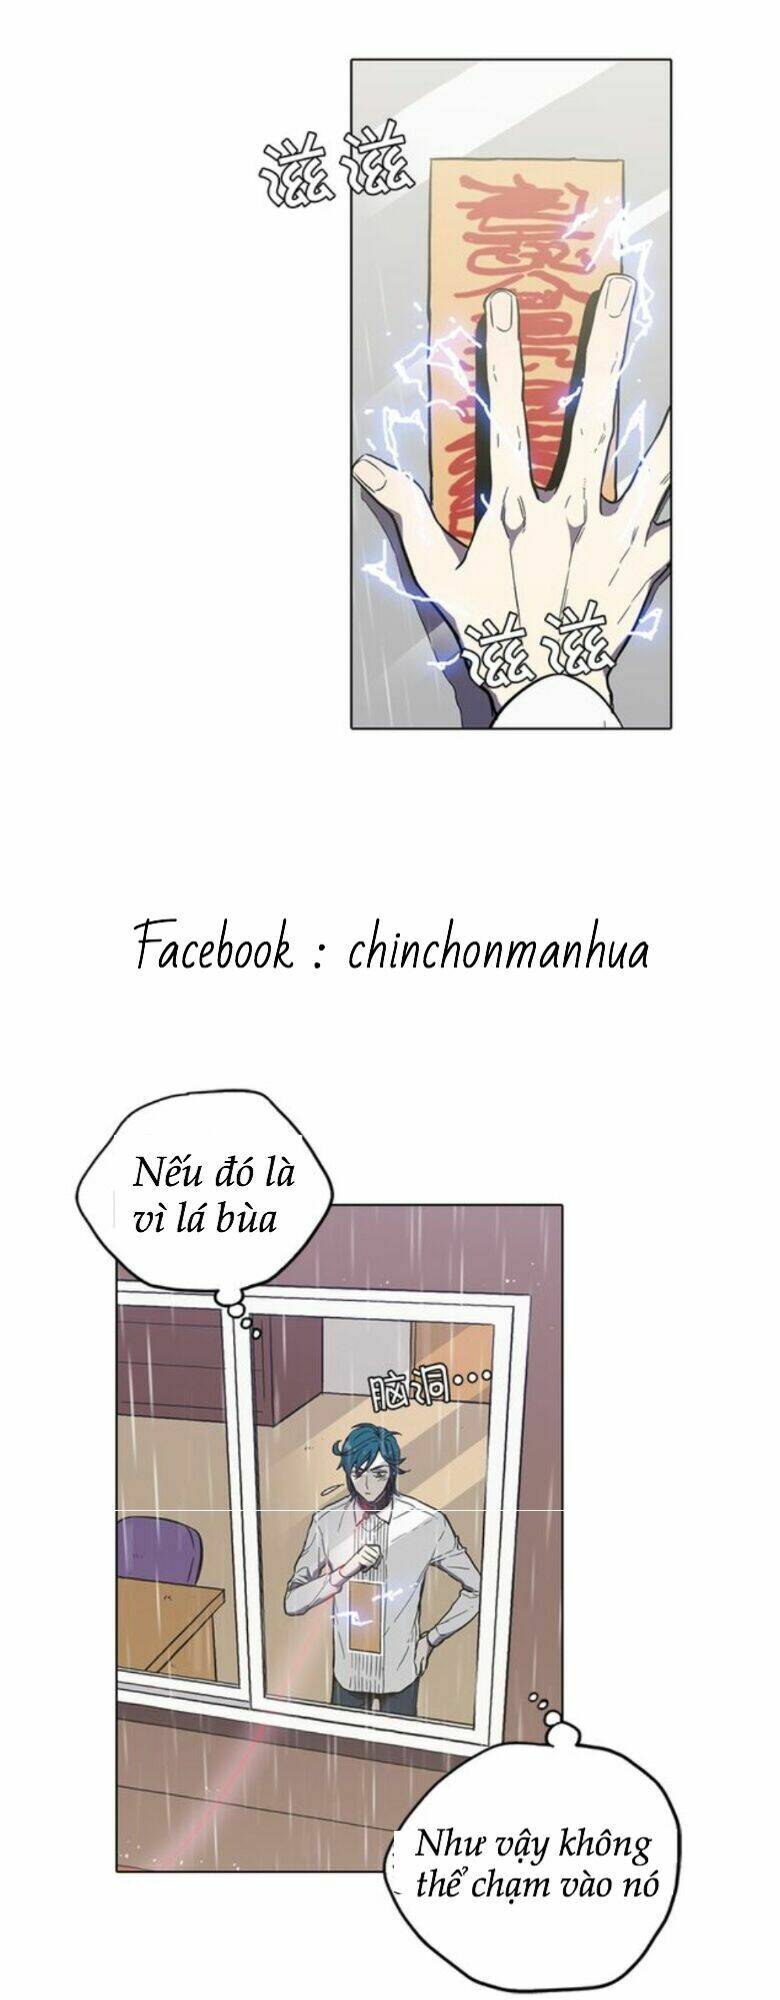 滋滋
滋滋
Facebook : chinchonmanhua
Nếu đó là
vì lá bùa
脑洞...
Như vậy không
thể chạm vào nó